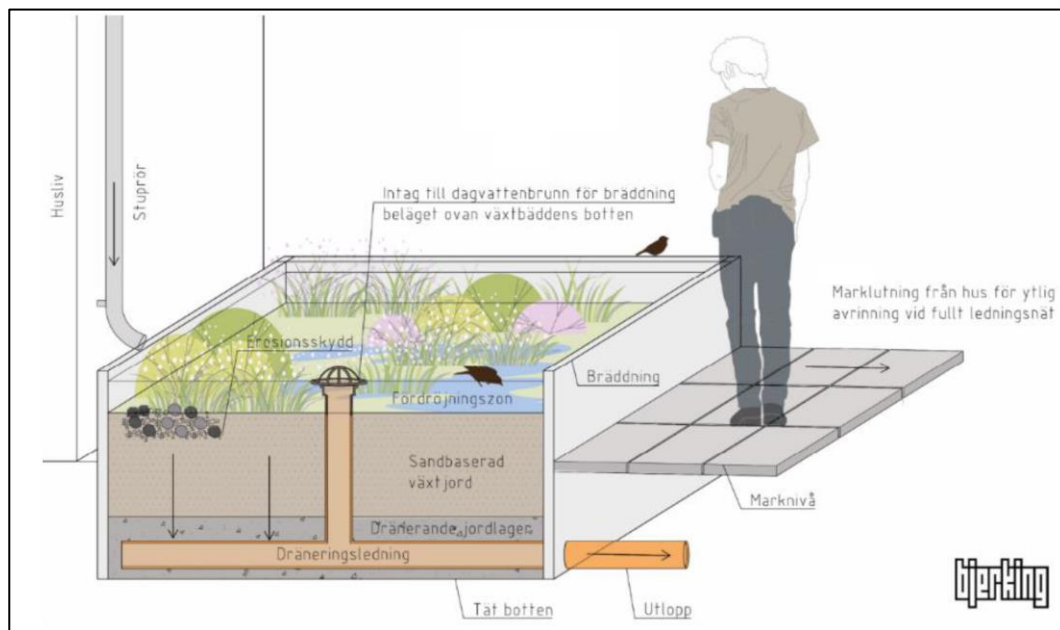 Husliv
Stuprör
Intag till dagvattenbrunn för bräddning
beläget ovan växtbäddens botten
Marklutning från hus för ytlig
avrinning vid fullt ledningsnät
Erosionsskydd
Bräddning
Fördröjningszon
Sandbaserad
växtjord
Marknivå
Dränerande jordlager
Dräneringsledning
Tät botten
Utlopp
bjerking